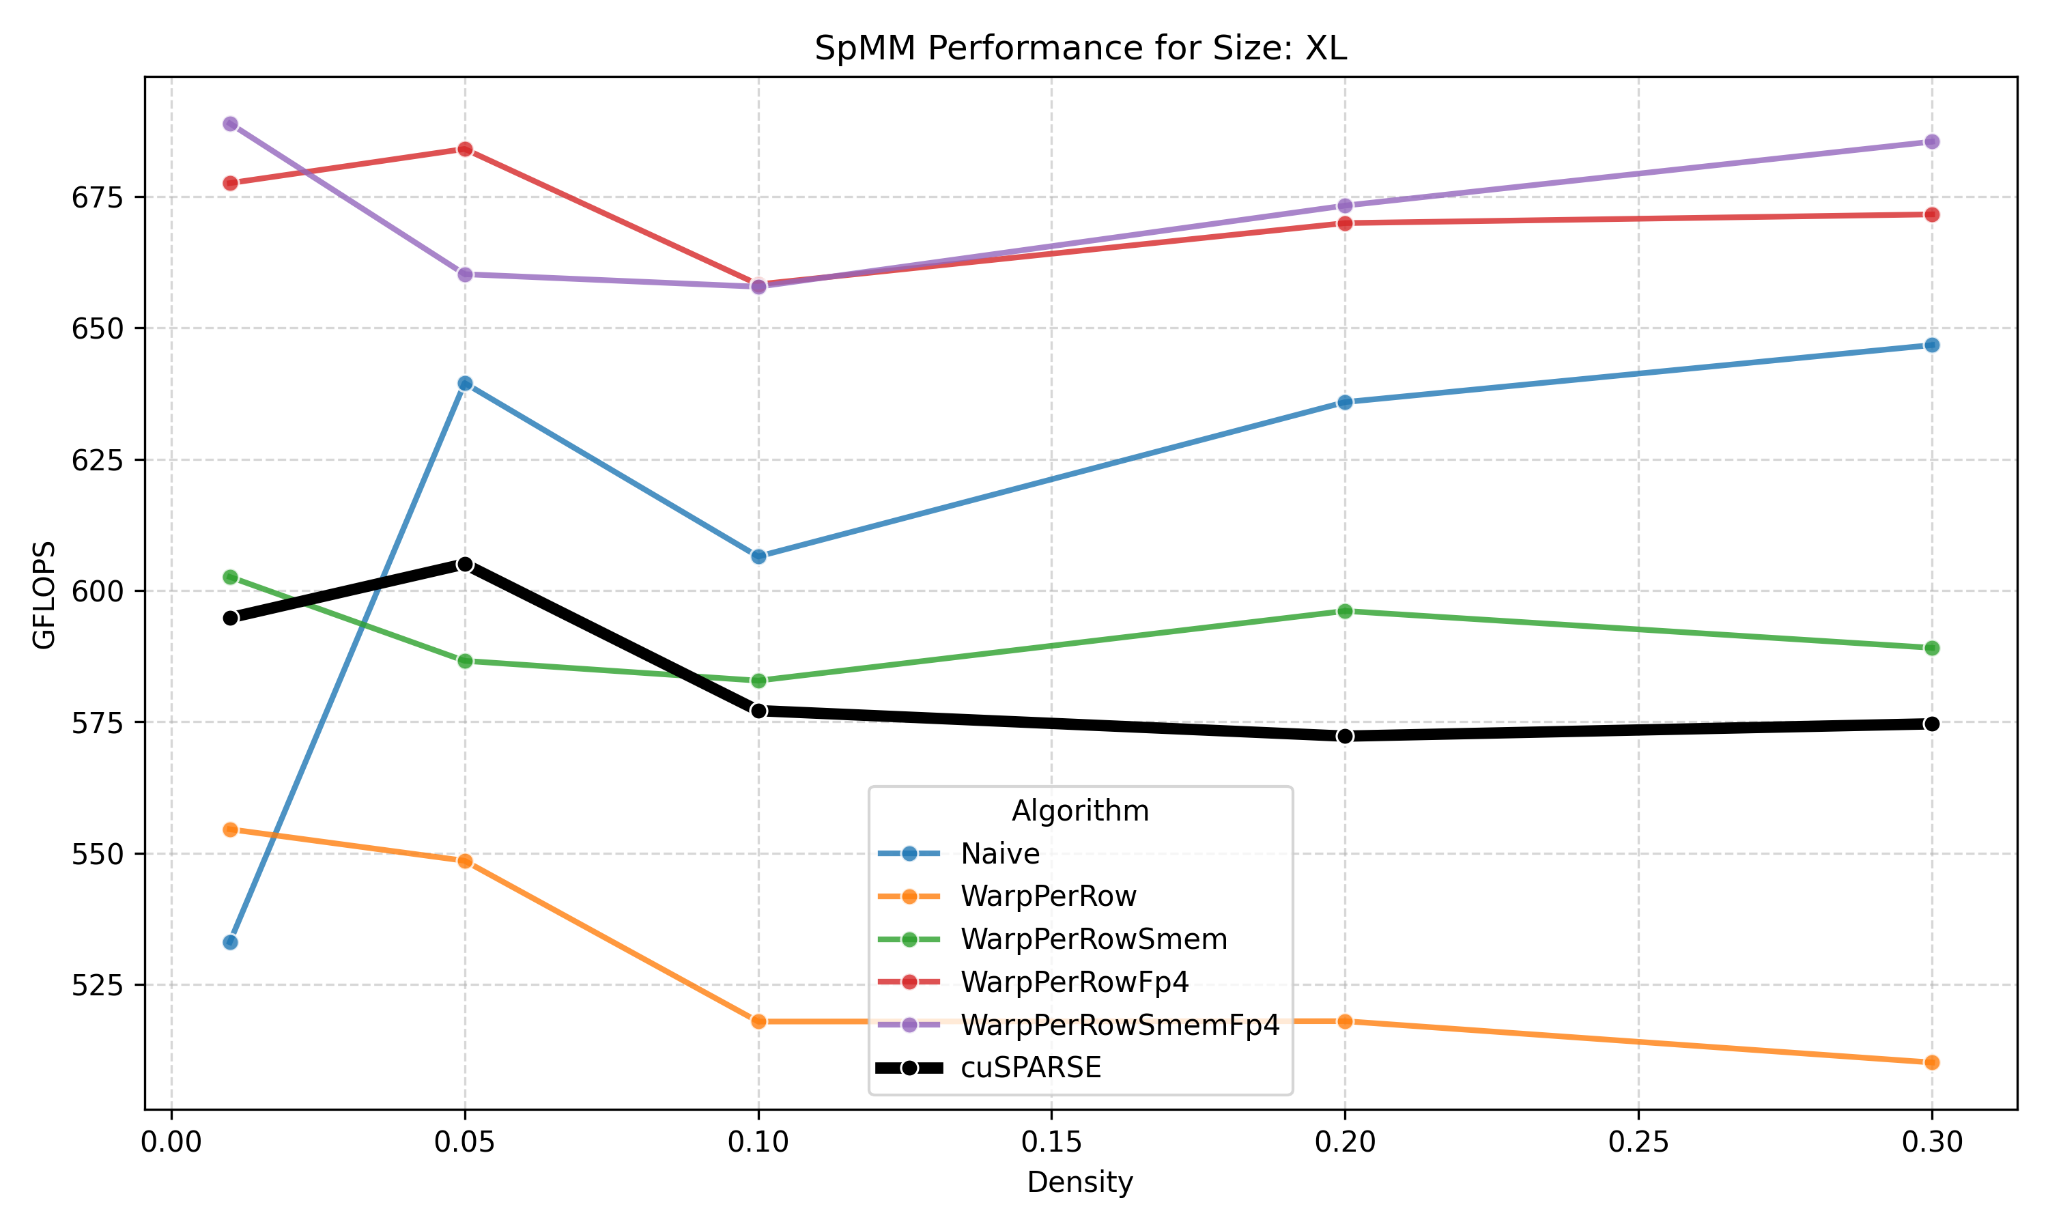 SpMM Performance for Size: XL
GFLOPS
675
650
625
600
575
550
525
Algorithm
Naive
WarpPerRow
WarpPerRowSmem
WarpPerRowFp4
WarpPerRowSmemFp4
cuSPARSE
0.00 0.05 0.10 0.15 0.20 0.25 0.30
Density